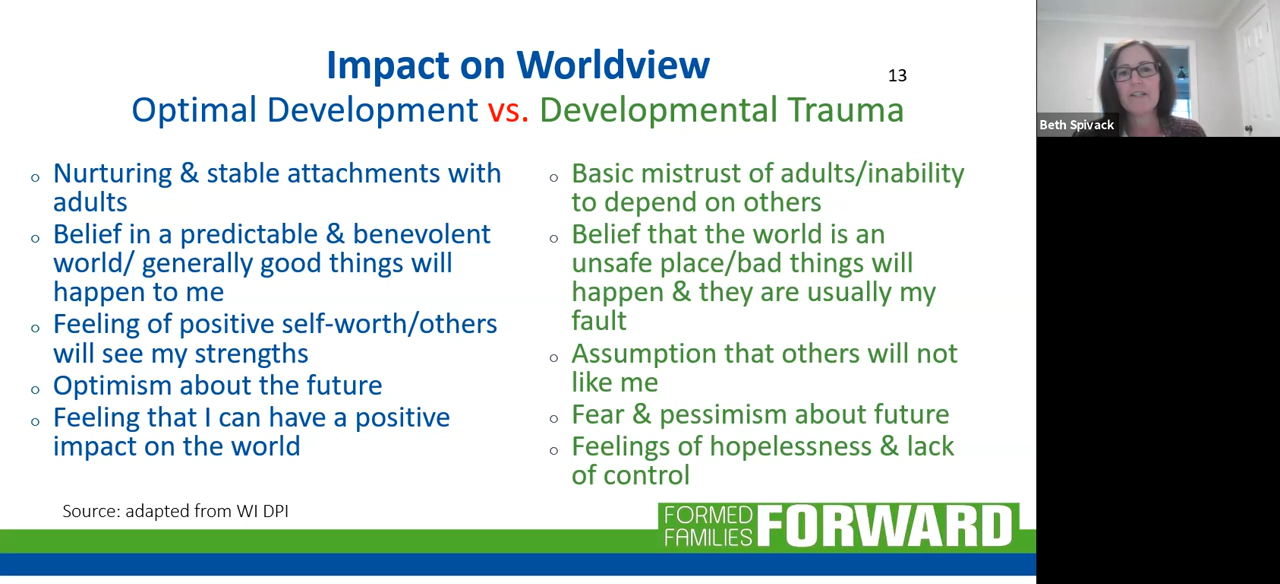 Impact on Worldview
13
Optimal Development vs. Developmental Trauma
Nurturing & stable attachments with
adults
Belief in a predictable & benevolent
world/ generally good things will
happen to me
Feeling of positive self-worth/others
will see my strengths
Optimism about the future
Feeling that I can have a positive
impact on the world
Basic mistrust of adults/inability
to depend on others
Belief that the world is an
unsafe place/bad things will
happen & they are usually my
fault
Assumption that others will not
like me
Fear & pessimism about future
Feelings of hopelessness & lack
of control
Source: adapted from WI DPI
FORMED
FAMILIES
FORWARD
Beth Spivack